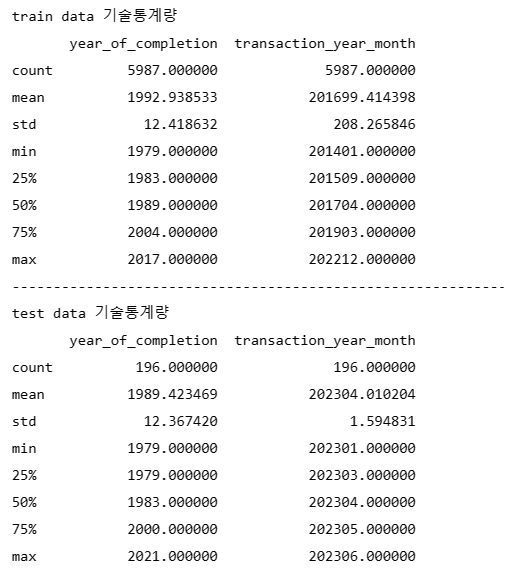 train data 기술통계량
year_of_completion transaction_year_month
count 5987.000000 5987.000000
mean 1992.938533 201699.414398
std 12.418632 208.265846
min 1979.000000 201401.000000
25% 1983.000000 201509.000000
50% 1989.000000 201704.000000
75% 2004.000000 201903.000000
max 2017.000000 202212.000000
------------------------------------------------------------
test data 기술통계량
year_of_completion transaction_year_month
count 196.000000 196.000000
mean 1989.423469 202304.010204
std 12.367420 1.594831
min 1979.000000 202301.000000
25% 1979.000000 202303.000000
50% 1983.000000 202304.000000
75% 2000.000000 202305.000000
max 2021.000000 202306.000000